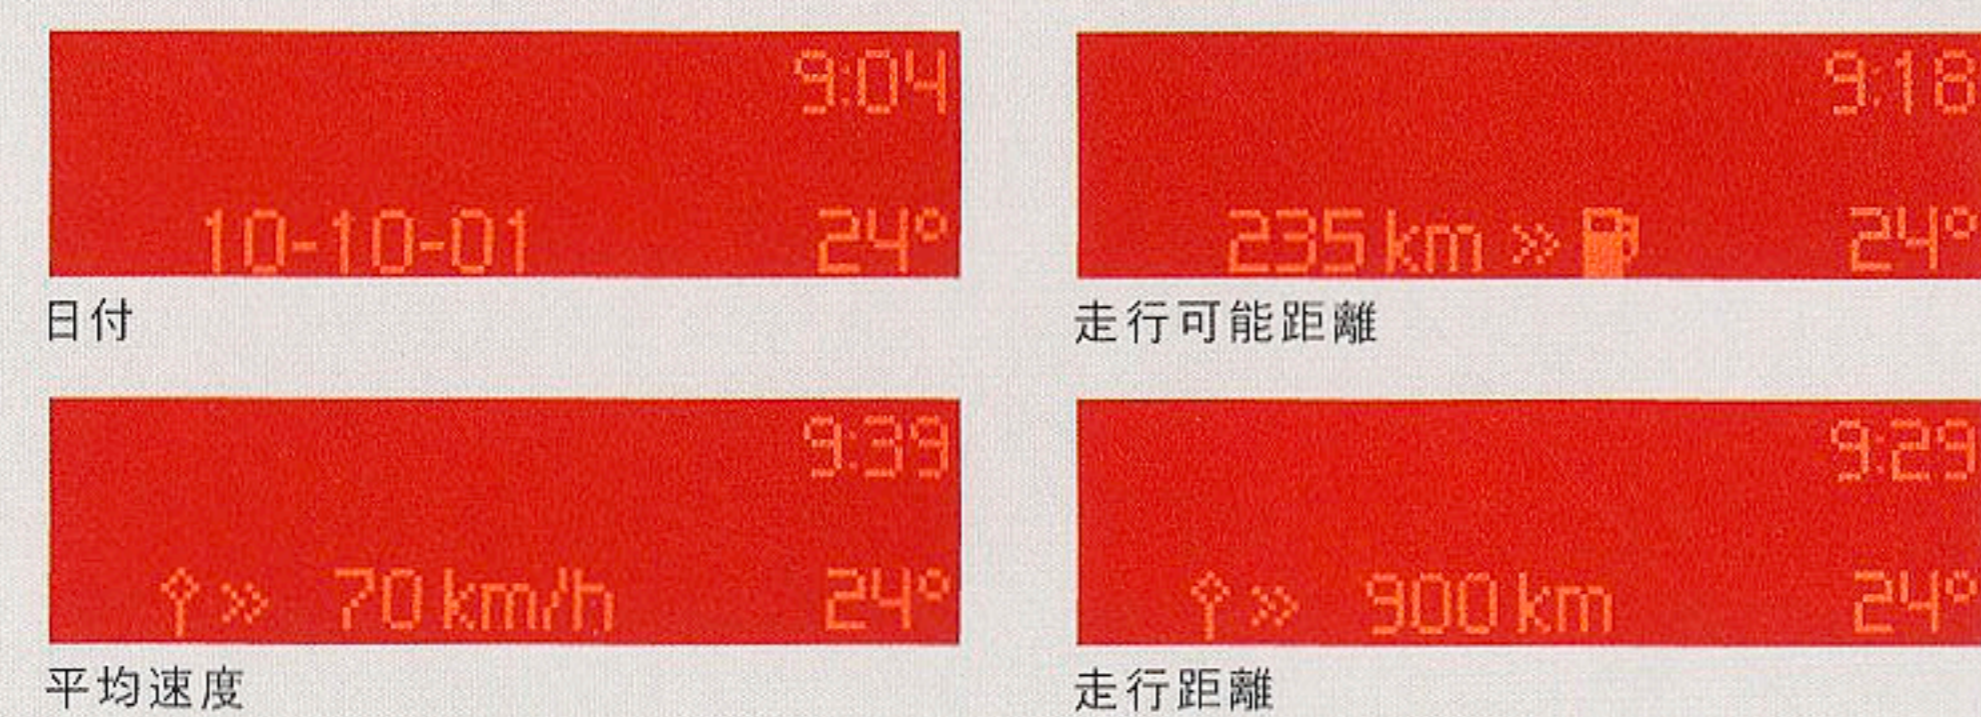 9:04
10-10-01 24°
日付
9:18
235 km » 24°
走行可能距離
9:39
» 70 km/h 24°
平均速度
9:29
» 900 km 24°
走行距離